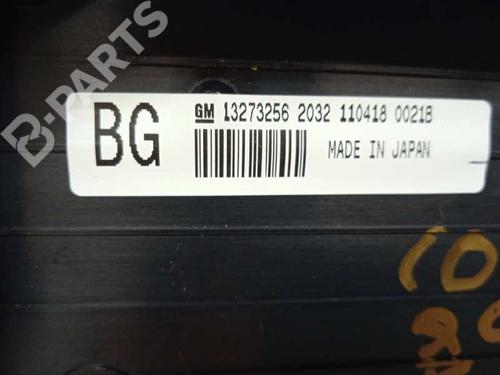 B-PARTS
BG
GM 13273256 2032 110418 0021B
MADE IN JAPAN